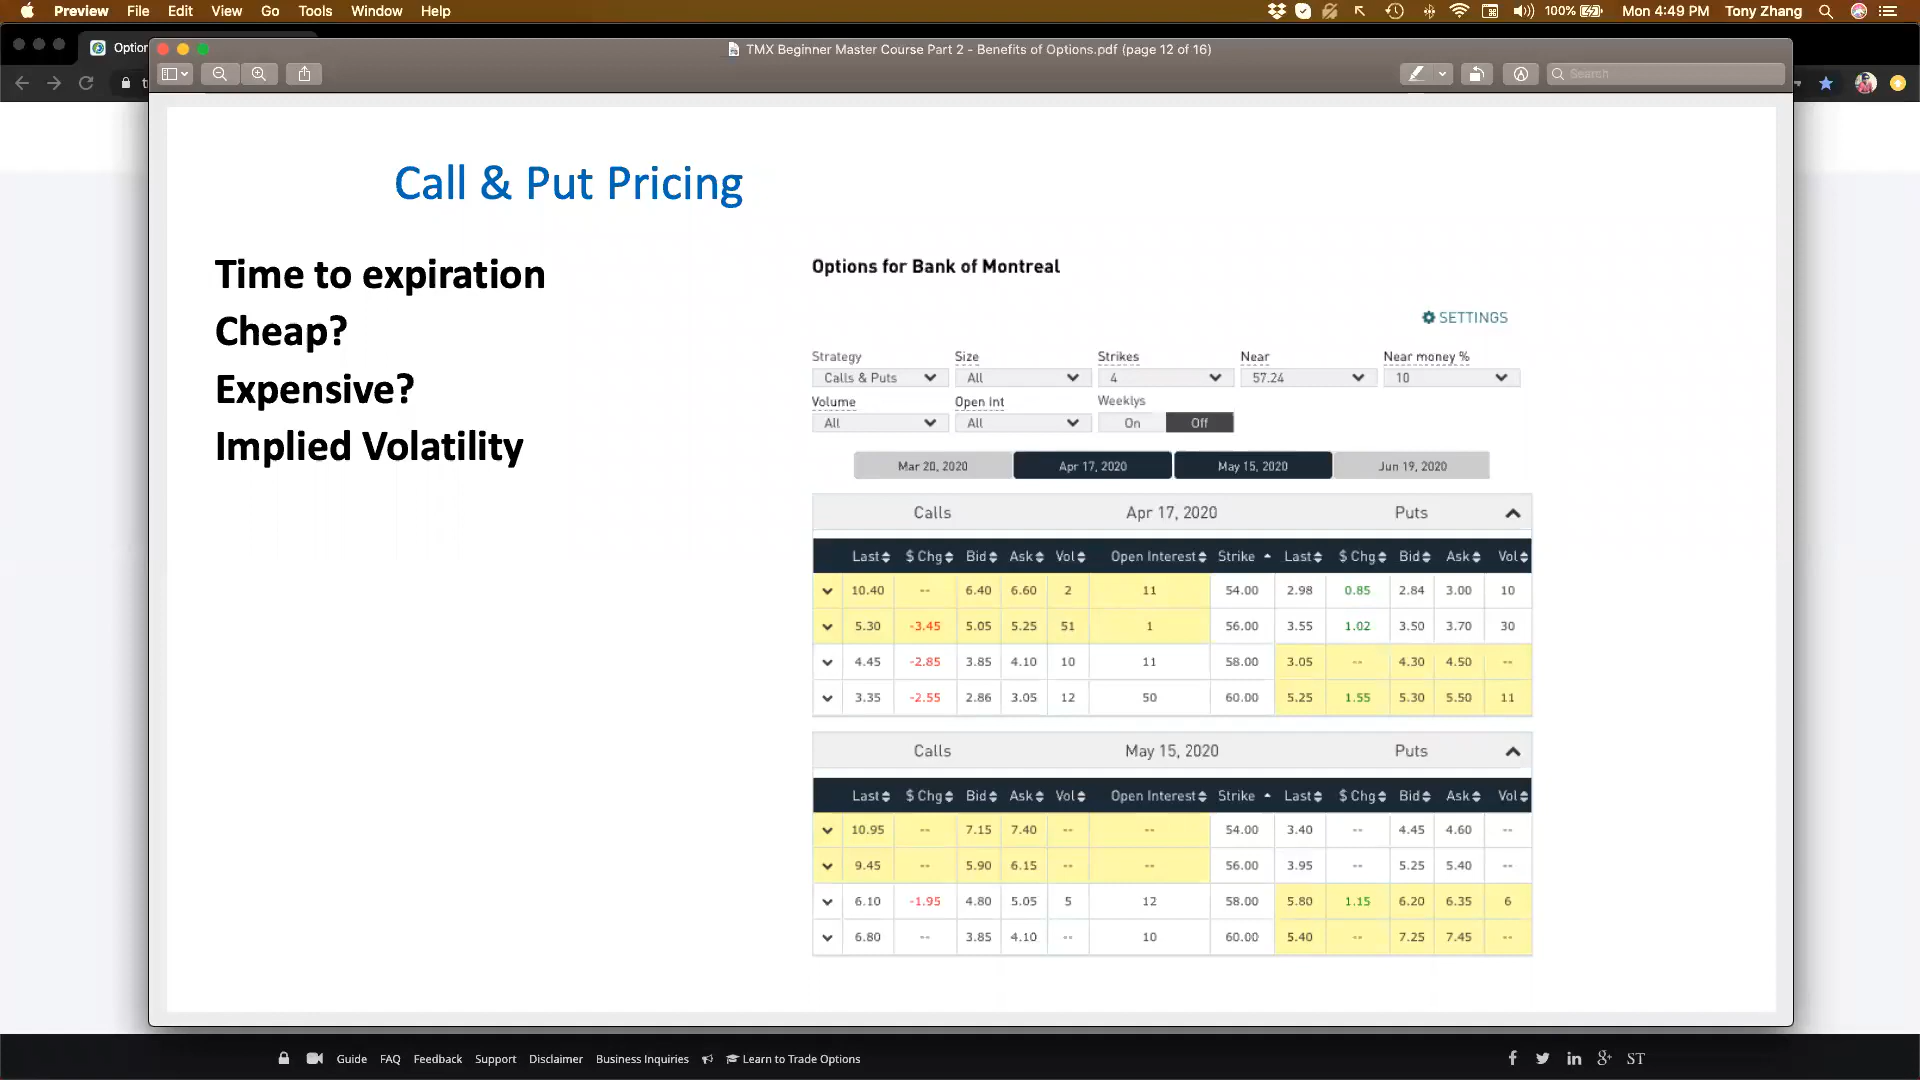 Preview File Edit View Go Tools Window Help 100% Mon 4:49 PM Tony Zhang
Option
TMX Beginner Master Course Part 2 - Benefits of Options.pdf (page 12 of 16)
Search
Call & Put Pricing
Time to expiration
Cheap?
Expensive?
Implied Volatility
Options for Bank of Montreal
SETTINGS
Strategy Size Strikes Near Near money %
Calls & Puts All 4 57.24 10
Volume Open Int Weeklys
All All On Off
Mar 20, 2020 Apr 17, 2020 May 15, 2020 Jun 19, 2020
Calls Apr 17, 2020 Puts
Last $ Chg Bid Ask Vol Open Interest Strike Last $ Chg Bid Ask Vol
10.40 -- 6.40 6.60 2 11 54.00 2.98 0.85 2.84 3.00 10
5.30 -3.45 5.05 5.25 51 1 56.00 3.55 1.02 3.50 3.70 30
4.45 -2.85 3.85 4.10 10 11 58.00 3.05 -- 4.30 4.50 --
3.35 -2.55 2.86 3.05 12 50 60.00 5.25 1.55 5.30 5.50 11
Calls May 15, 2020 Puts
Last $ Chg Bid Ask Vol Open Interest Strike Last $ Chg Bid Ask Vol
10.95 -- 7.15 7.40 -- -- 54.00 3.40 -- 4.45 4.60 --
9.45 -- 5.90 6.15 -- -- 56.00 3.95 -- 5.25 5.40 --
6.10 -1.95 4.80 5.05 5 12 58.00 5.80 1.15 6.20 6.35 6
6.80 -- 3.85 4.10 -- 10 60.00 5.40 -- 7.25 7.45 --
Guide FAQ Feedback Support Disclaimer Business Inquiries Learn to Trade Options ST